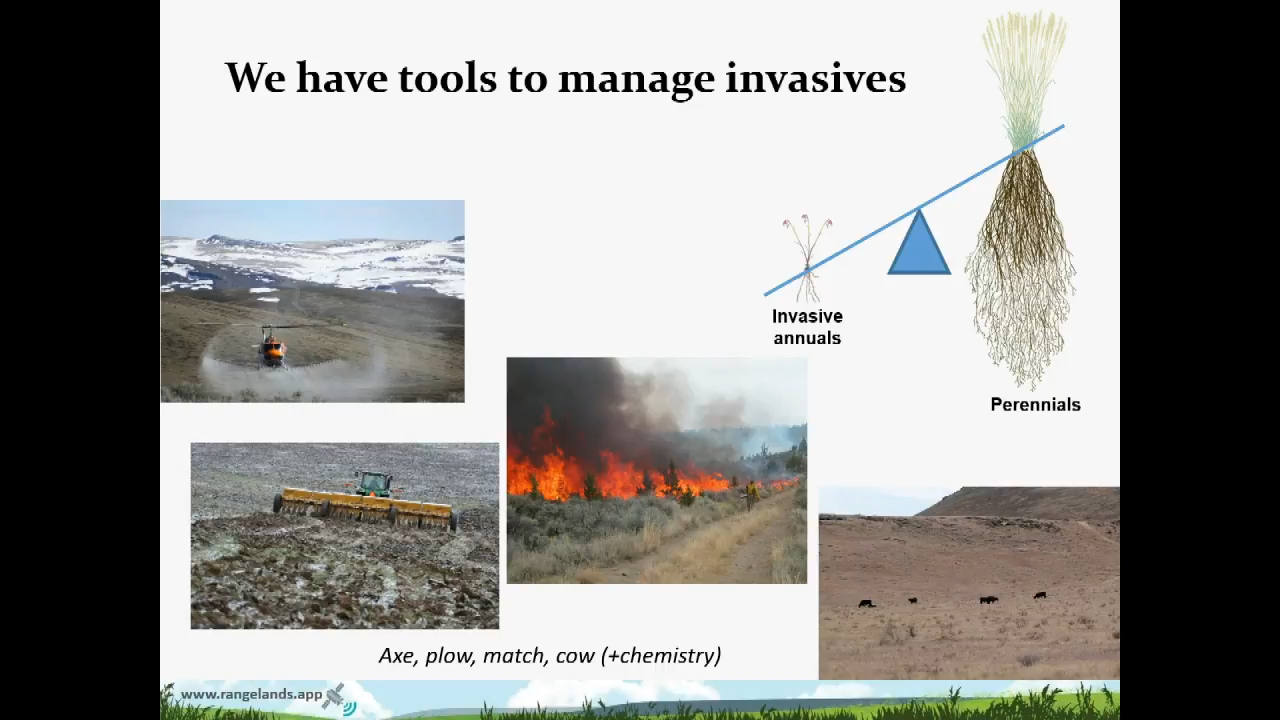 We have tools to manage invasives
Invasive
annuals
Perennials
Axe, plow, match, cow (+chemistry)
www.rangelands.app